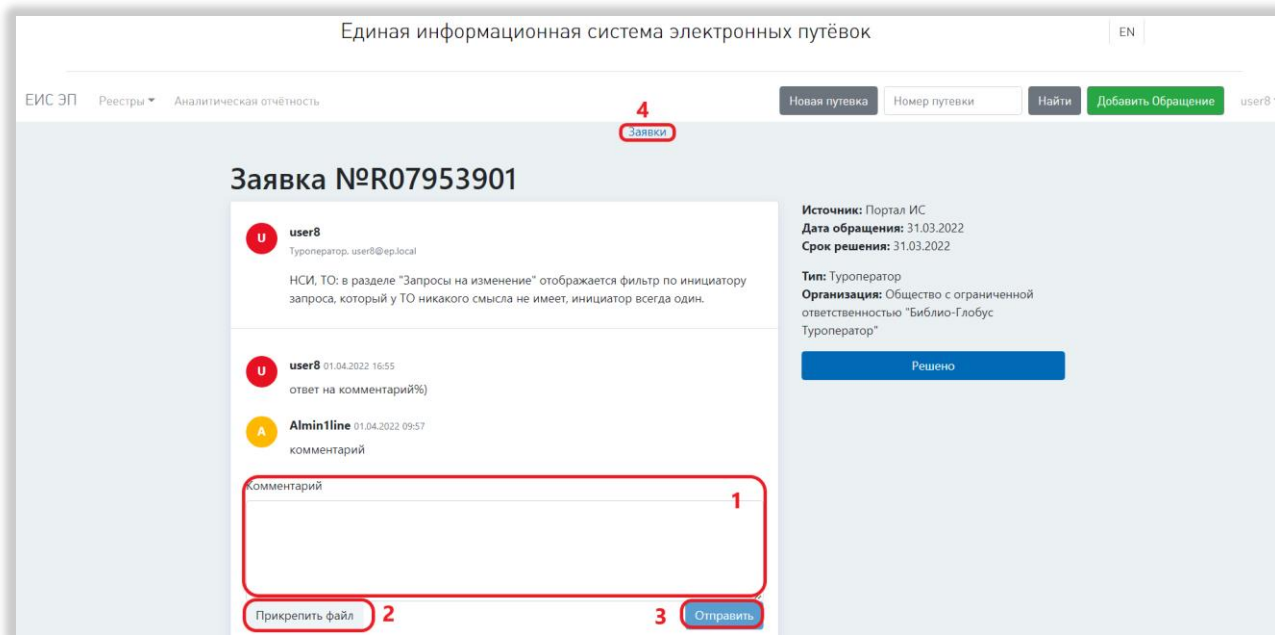 Единая информационная система электронных путёвок
EN
ЕИС ЭП Реестры Аналитическая отчётность Новая путевка Номер путевки Найти Добавить Обращение user8
4
Заявки
Заявка №R07953901
U
user8
Туроператор, user8@ep.local
НСИ, ТО: в разделе "Запросы на изменение" отображается фильтр по инициатору
запроса, который у ТО никакого смысла не имеет, инициатор всегда один.
U
user8 01.04.2022 16:55
ответ на комментарий%)
A
Almin1line 01.04.2022 09:57
комментарий
Комментарий
1
Прикрепить файл
2
3
Отправить
Источник: Портал ИС
Дата обращения: 31.03.2022
Срок решения: 31.03.2022
Тип: Туроператор
Организация: Общество с ограниченной
ответственностью "Библио-Глобус
Туроператор"
Решено